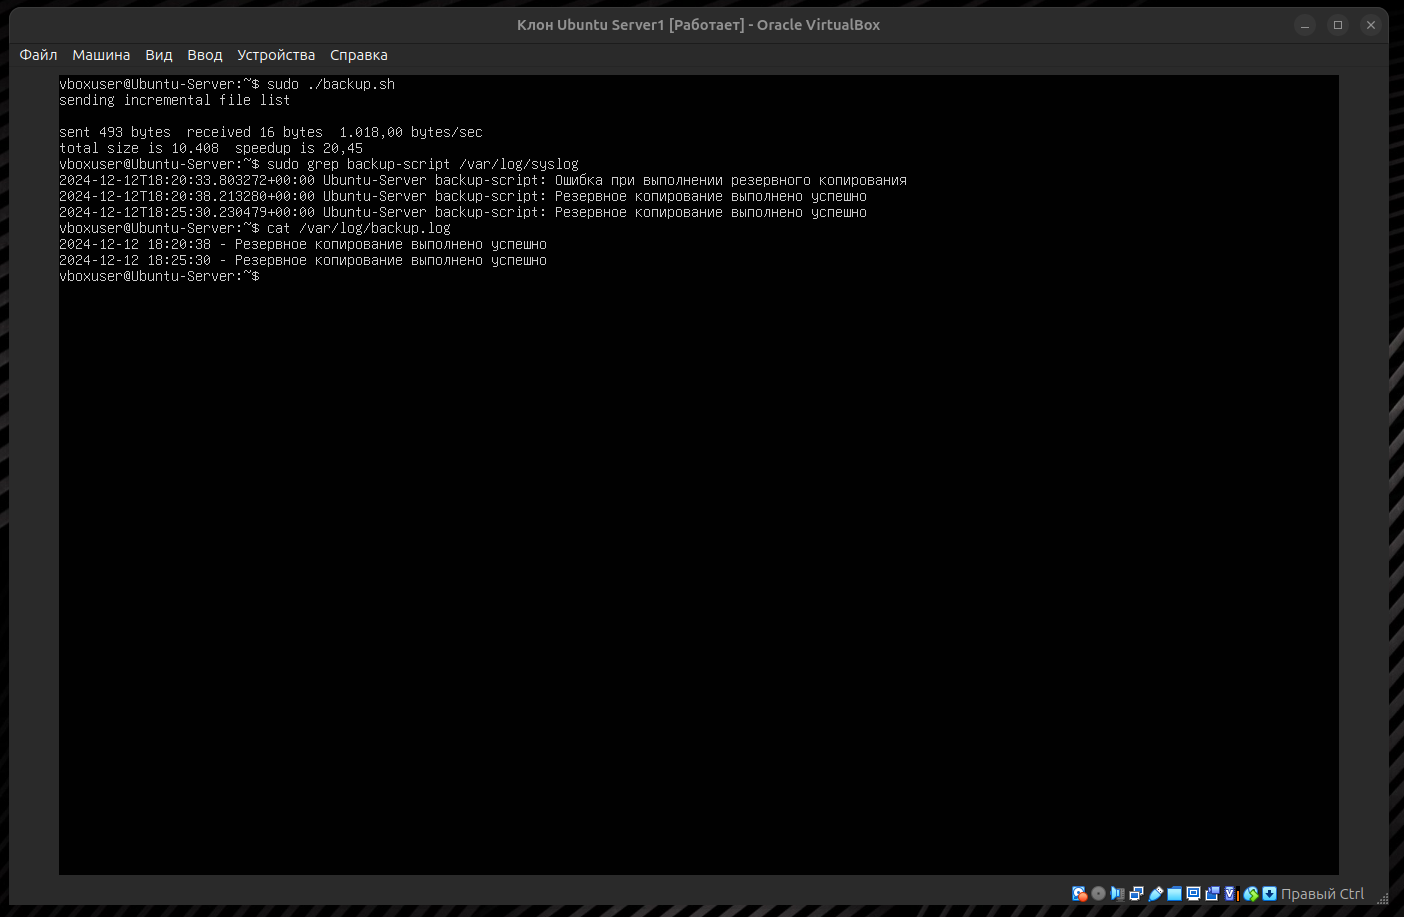 Клон Ubuntu Server1 [Работает] - Oracle VirtualBox
Файл Машина Вид Ввод Устройства Справка
vboxuser@Ubuntu-Server:~$ sudo ./backup.sh
sending incremental file list
sent 493 bytes  received 16 bytes  1.018,00 bytes/sec
total size is 10.408  speedup is 20,45
vboxuser@Ubuntu-Server:~$ sudo grep backup-script /var/log/syslog
2024-12-12T18:20:33.803272+00:00 Ubuntu-Server backup-script: Ошибка при выполнении резервного копирования
2024-12-12T18:20:38.213280+00:00 Ubuntu-Server backup-script: Резервное копирование выполнено успешно
2024-12-12T18:25:30.230479+00:00 Ubuntu-Server backup-script: Резервное копирование выполнено успешно
vboxuser@Ubuntu-Server:~$ cat /var/log/backup.log
2024-12-12 18:20:38 - Резервное копирование выполнено успешно
2024-12-12 18:25:30 - Резервное копирование выполнено успешно
vboxuser@Ubuntu-Server:~$
Правый Ctrl